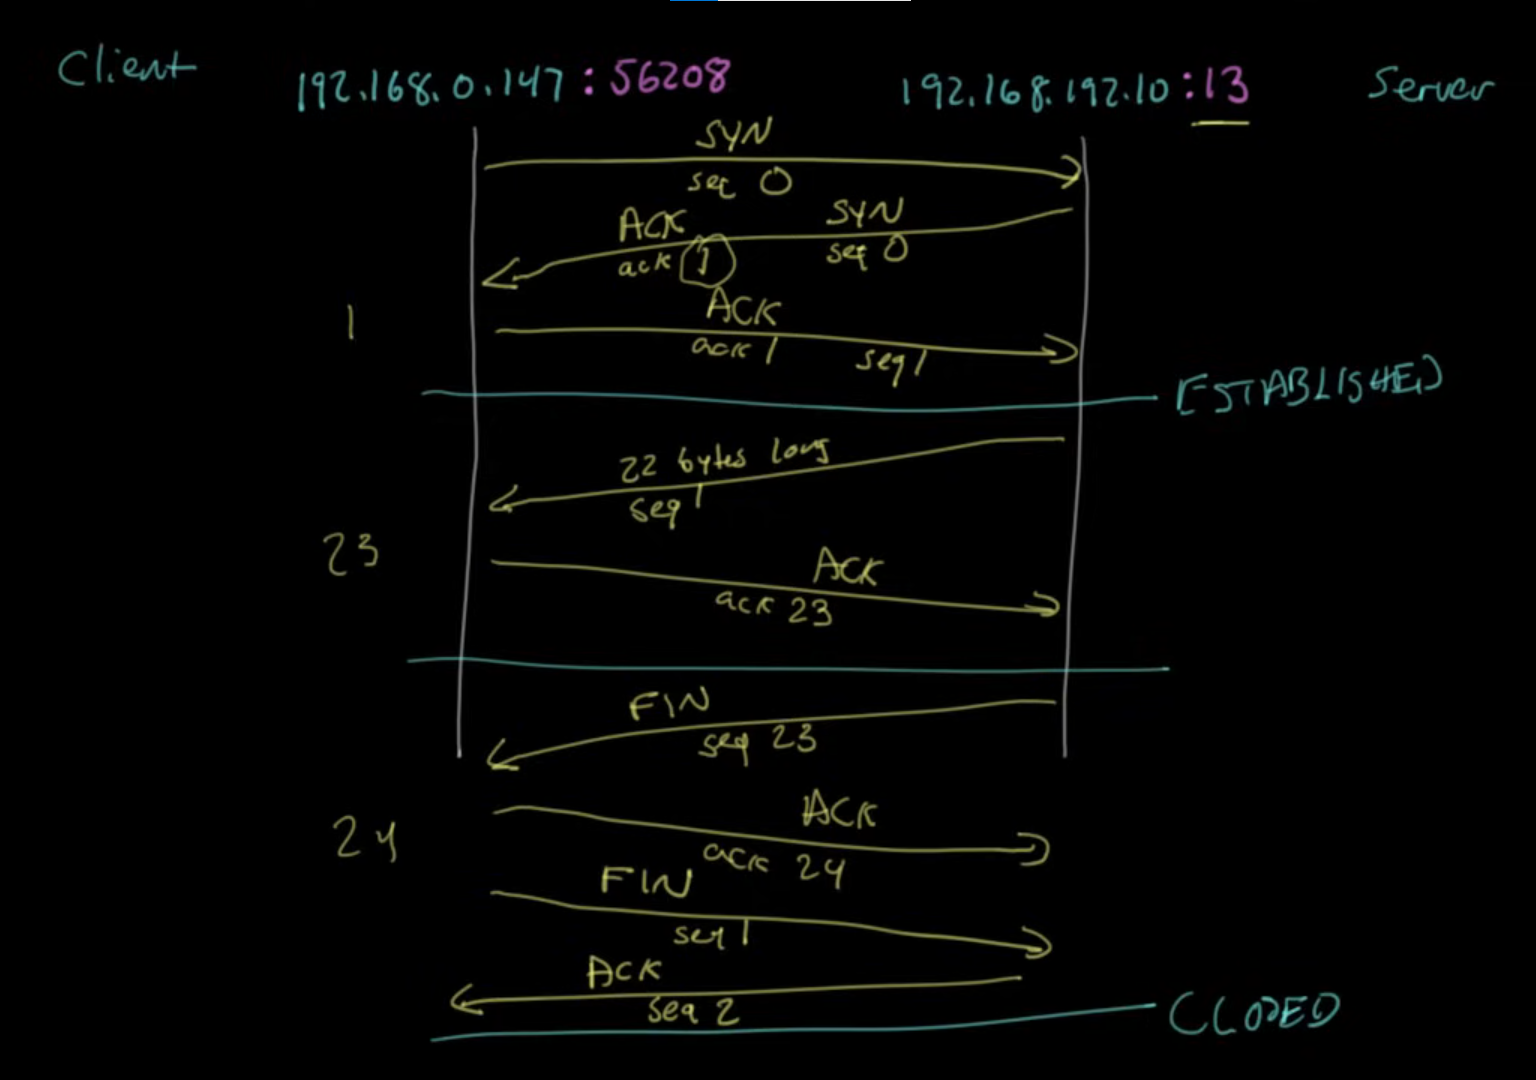 Client 192.168.0.147:56208 192.168.192.10:13 Server
SYN
seq 0
ACK SYN
ack 1 seq 0
1
ACK
ack 1 seq 1
ESTABLISHED
22 bytes long
seq 1
23
ACK
ack 23
FIN
seq 23
24
ACK
ack 24
FIN
seq 1
ACK
seq 2
CLOSED